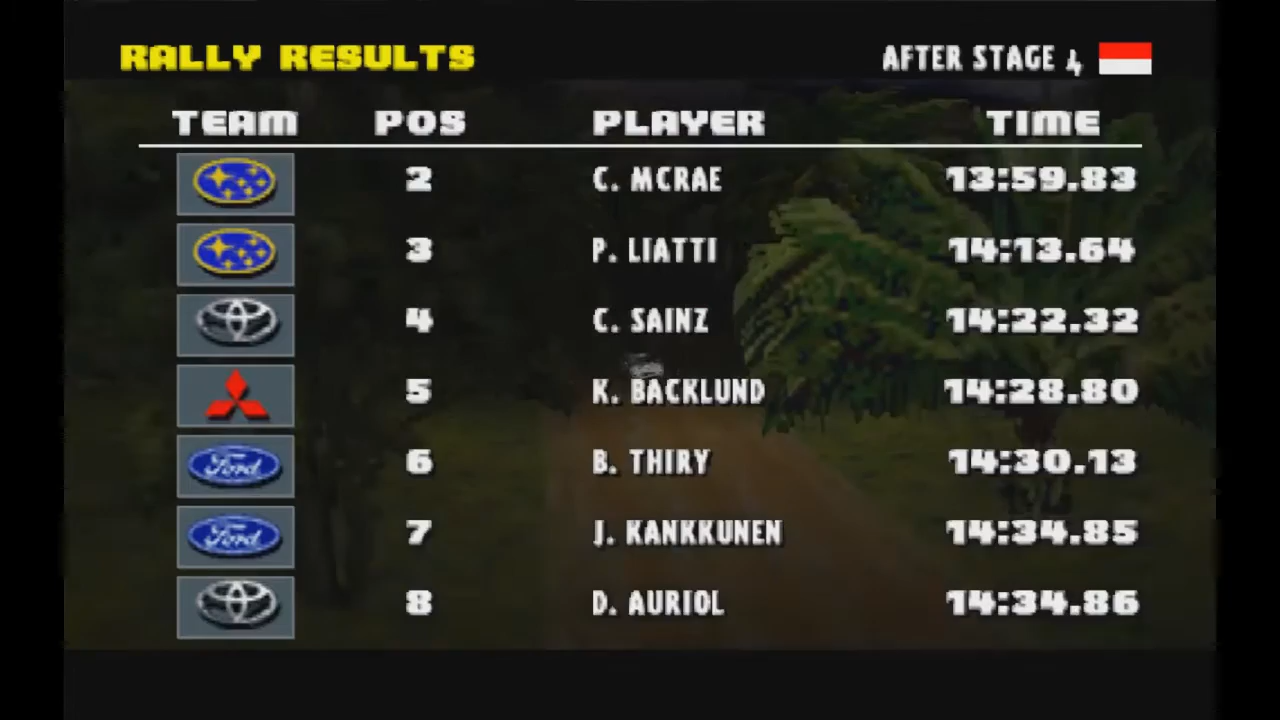 RALLY RESULTS AFTER STAGE 4
TEAM POS PLAYER TIME
2 C. MCRAE 13:59.83
3 P. LIATTI 14:13.64
4 C. SAINZ 14:22.32
5 K. BACKLUND 14:28.80
Ford 6 B. THIRY 14:30.13
Ford 7 J. KANKKUNEN 14:34.85
8 D. AURIOL 14:34.86